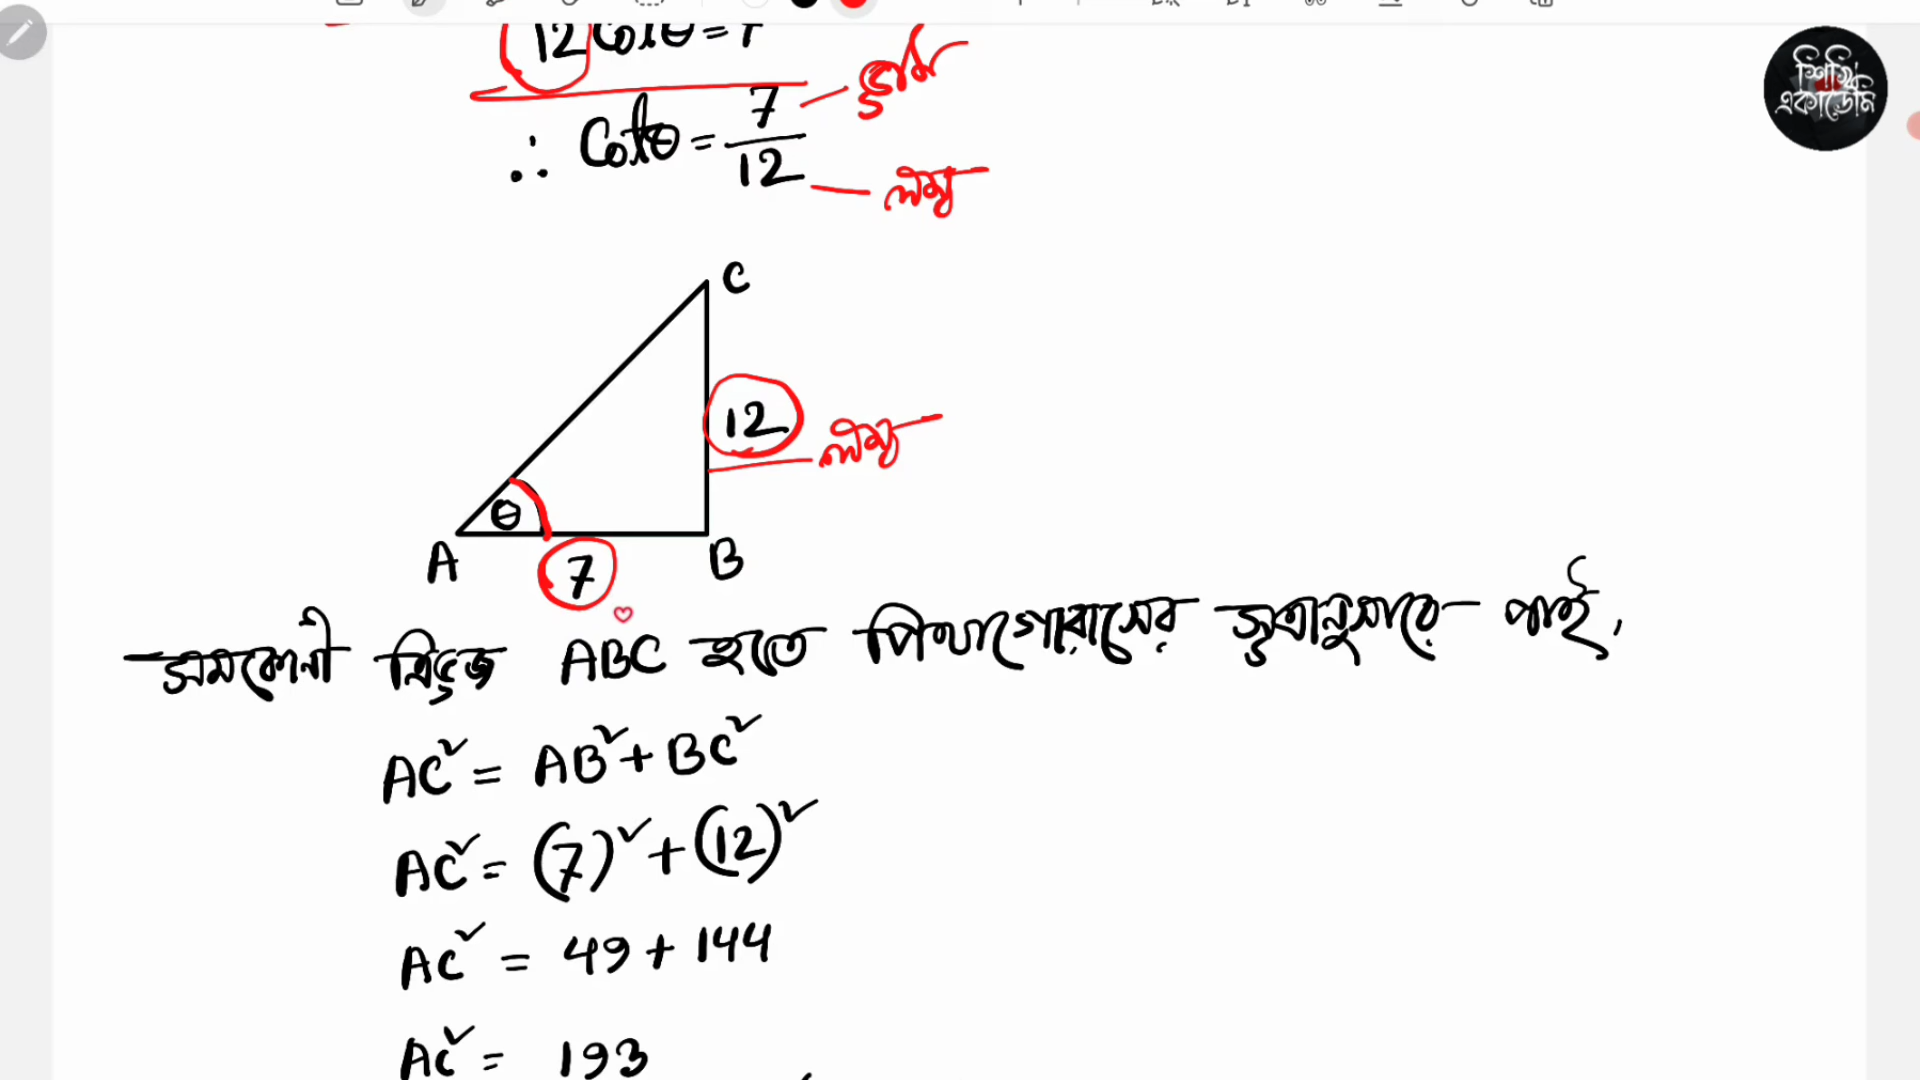 12 Cotθ = 7
∴ Cotθ = 7/12
ভূমি
লম্ব
C
12
লম্ব
θ
A
7
B
সমকোনী ত্রিভুজ ABC হতে পিথাগোরাসের সূত্রানুসারে পাই,
AC² = AB² + BC²
AC² = (7)² + (12)²
AC² = 49 + 144
AC² = 193
শিখি
একাডেমি